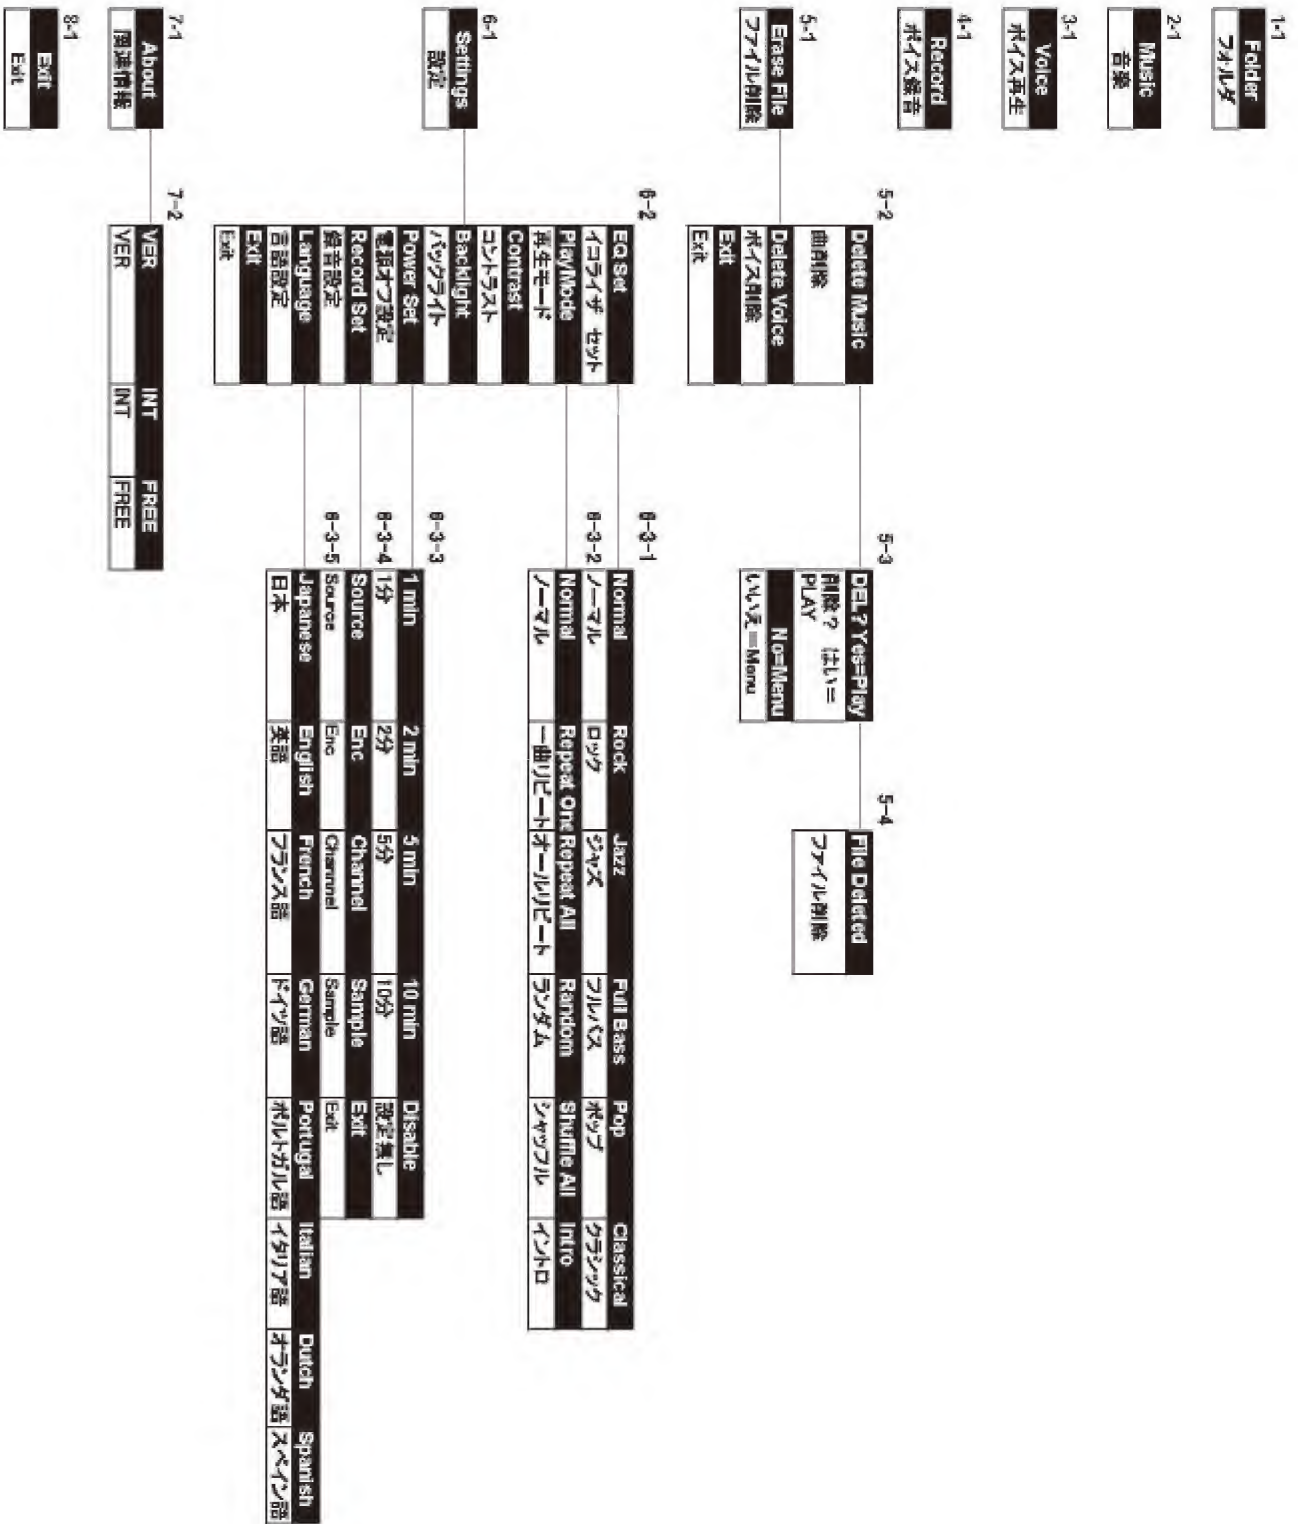 1-1
Folder
フォルダ
2-1
Music
音楽
3-1
Voice
ボイス再生
4-1
Record
ボイス録音
5-1
Erase File
ファイル削除
5-2
Delete Music
曲削除
Delete Voice
ボイス削除
Exit
Exit
5-3
DEL? Yes=Play
削除? はい=
PLAY
No=Menu
いいえ=Menu
5-4
File Deleted
ファイル削除
6-1
Settings
設定
6-2
EQ Set
イコライザ セット
PlayMode
再生モード
Contrast
コントラスト
Backlight
バックライト
Power Set
電源オフ設定
Record Set
録音設定
Language
言語設定
Exit
Exit
6-3-1
Normal Rock Jazz Full Bass Pop Classical
ノーマル ロック ジャズ フルバス ポップ クラシック
6-3-2
Normal Repeat One Repeat All Random Shuffle All Intro
ノーマル 一曲リピート オールリピート ランダム シャッフル イントロ
6-3-3
1 min 2 min 5 min 10 min Disable
1分 2分 5分 10分 設定無し
6-3-4
Source Enc Channel Sample Exit
Source Enc Channel Sample Exit
6-3-5
Japanese English French German Portugal Italian Dutch Spanish
日本 英語 フランス語 ドイツ語 ポルトガル語 イタリア語 オランダ語 スペイン語
7-1
About
関連情報
7-2
VER INT FREE
VER INT FREE
8-1
Exit
Exit